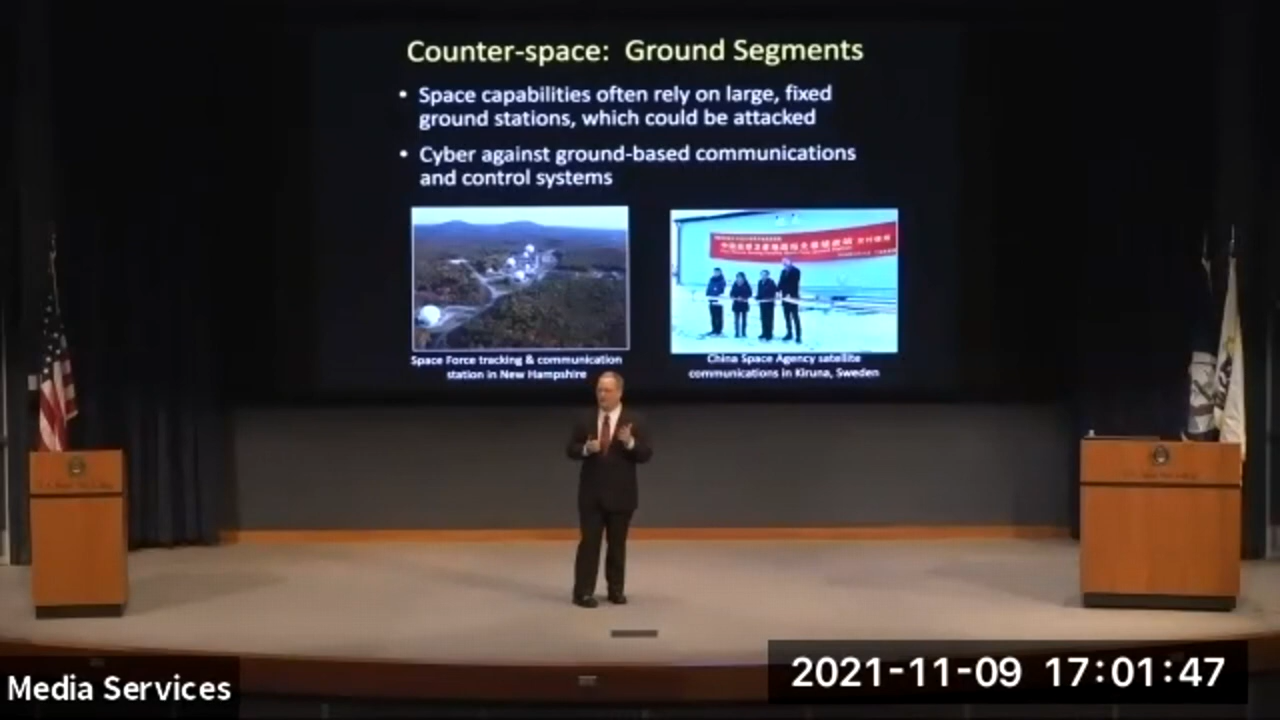 Counter-space: Ground Segments
• Space capabilities often rely on large, fixed
ground stations, which could be attacked
• Cyber against ground-based communications
and control systems
Space Force tracking & communication
station in New Hampshire
China Space Agency satellite
communications in Kiruna, Sweden
Media Services
2021-11-09 17:01:47